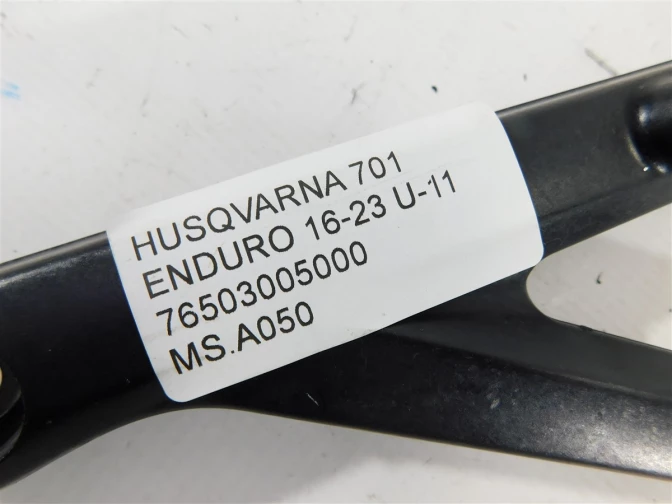 HUSQVARNA 701
ENDURO 16-23 U-11
76503005000
MS.A050